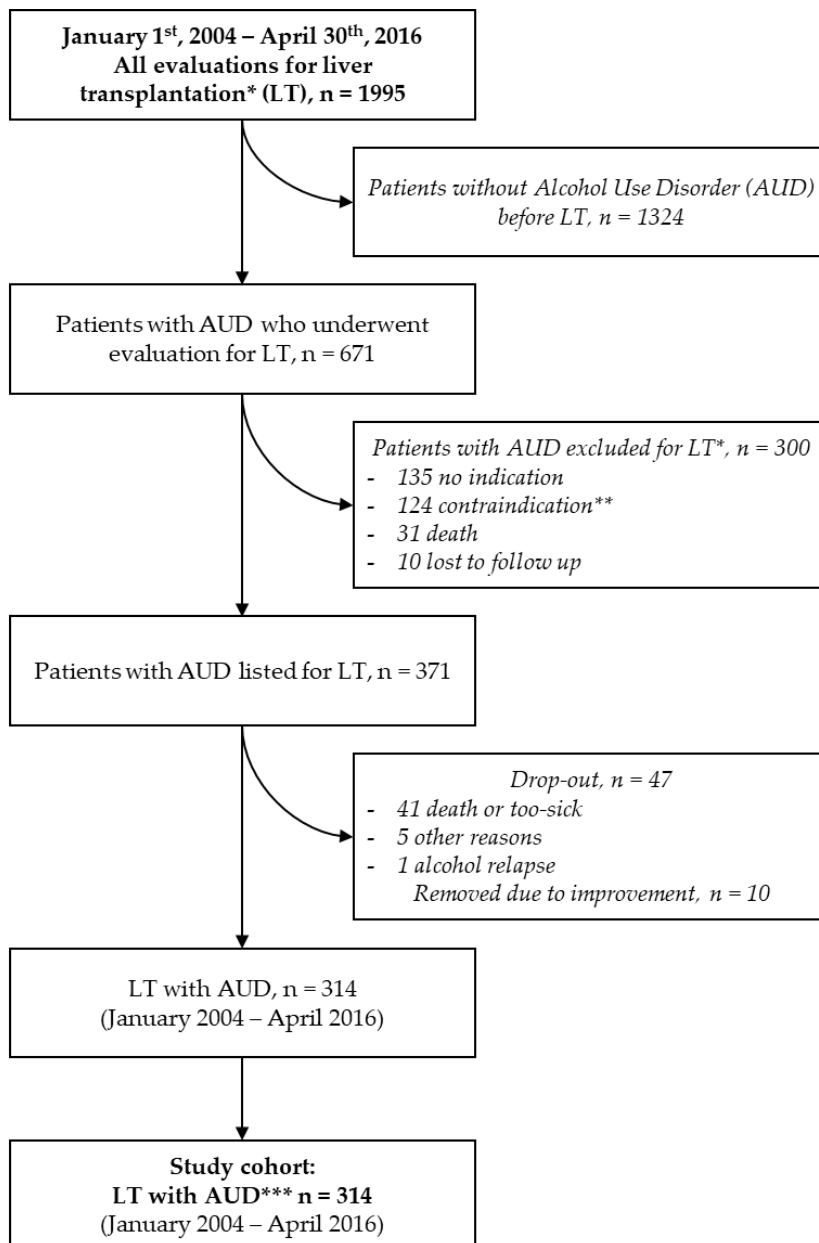 January 1st, 2004 – April 30th, 2016
All evaluations for liver
transplantation* (LT), n = 1995
Patients without Alcohol Use Disorder (AUD)
before LT, n = 1324
Patients with AUD who underwent
evaluation for LT, n = 671
Patients with AUD excluded for LT*, n = 300
- 135 no indication
- 124 contraindication**
- 31 death
- 10 lost to follow up
Patients with AUD listed for LT, n = 371
Drop-out, n = 47
- 41 death or too-sick
- 5 other reasons
- 1 alcohol relapse
Removed due to improvement, n = 10
LT with AUD, n = 314
(January 2004 – April 2016)
Study cohort:
LT with AUD*** n = 314
(January 2004 – April 2016)